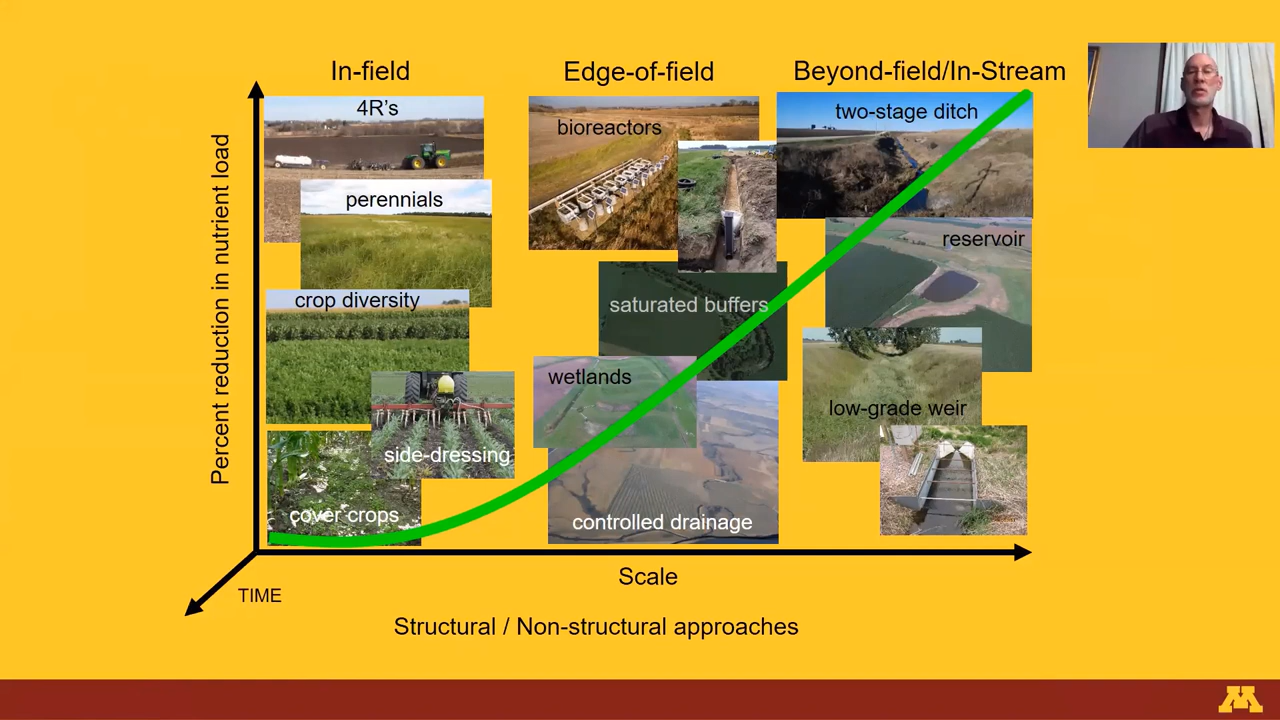 In-field
Edge-of-field
Beyond-field/In-Stream
4R's
perennials
crop diversity
side-dressing
cover crops
bioreactors
saturated buffers
wetlands
controlled drainage
two-stage ditch
reservoir
low-grade weir
Percent reduction in nutrient load
Scale
TIME
Structural / Non-structural approaches
M